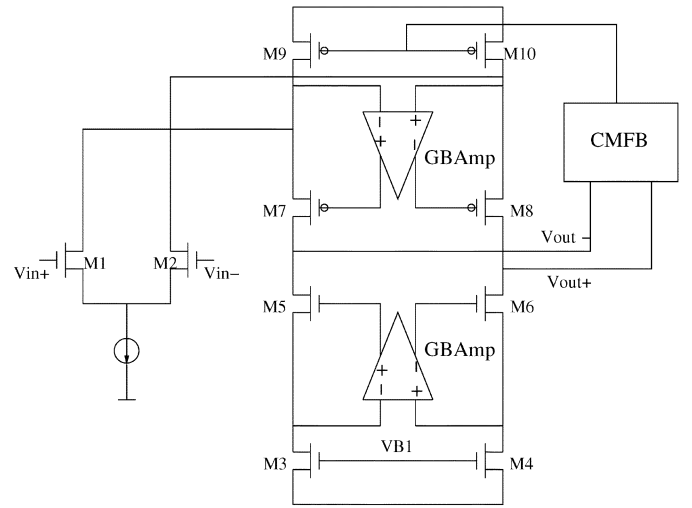 M9
M10
− +
+ −
GBAmp
CMFB
M7
M8
Vout −
Vin+
M1
M2
Vin−
Vout+
M5
M6
GBAmp
+ −
− +
VB1
M3
M4